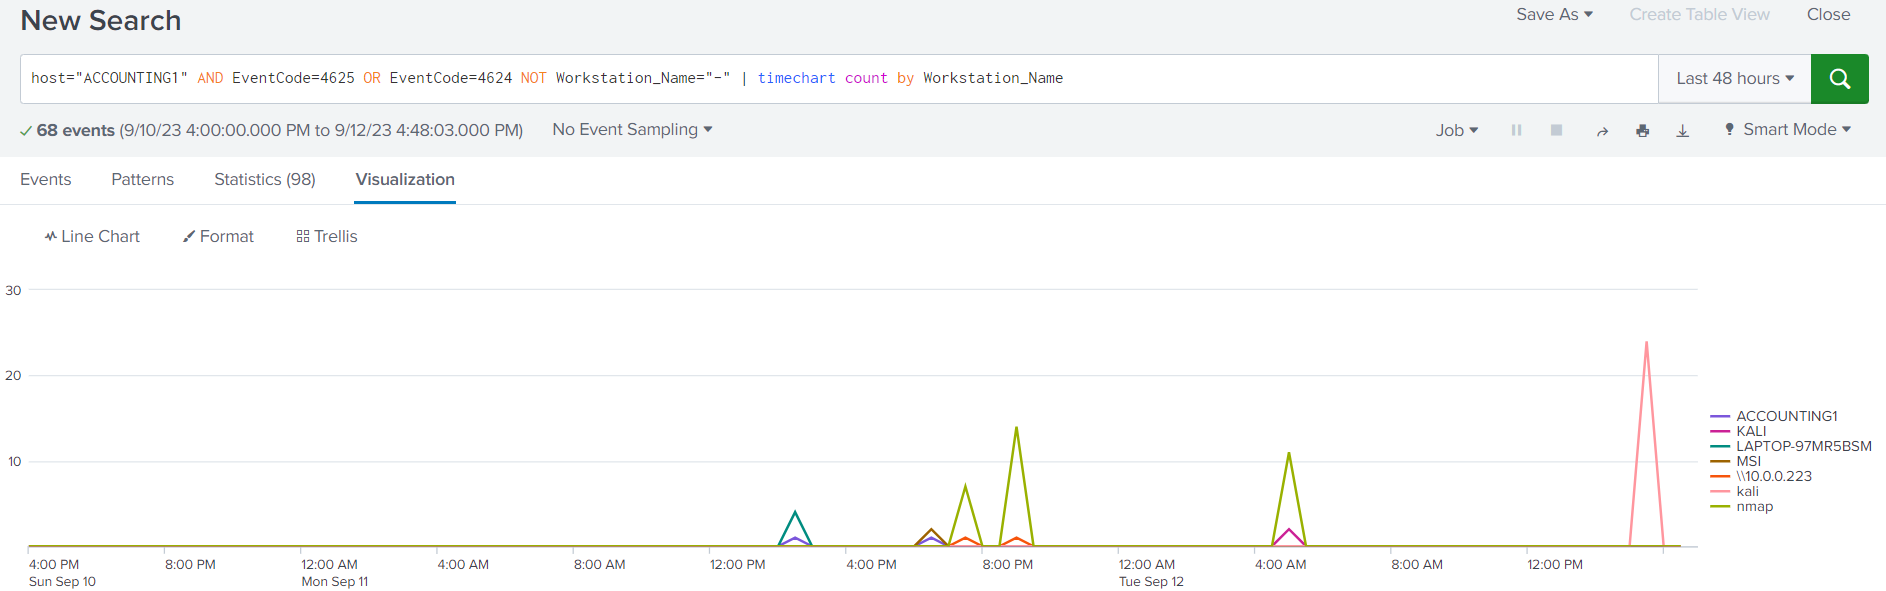 New Search
Save As
Create Table View
Close
host="ACCOUNTING1" AND EventCode=4625 OR EventCode=4624 NOT Workstation_Name="-" | timechart count by Workstation_Name
Last 48 hours
68 events (9/10/23 4:00:00.000 PM to 9/12/23 4:48:03.000 PM)
No Event Sampling
Job
Smart Mode
Events
Patterns
Statistics (98)
Visualization
Line Chart
Format
Trellis
30
20
10
4:00 PM
Sun Sep 10
8:00 PM
12:00 AM
Mon Sep 11
4:00 AM
8:00 AM
12:00 PM
4:00 PM
8:00 PM
12:00 AM
Tue Sep 12
4:00 AM
8:00 AM
12:00 PM
ACCOUNTING1
KALI
LAPTOP-97MR5BSM
MSI
\\10.0.0.223
kali
nmap